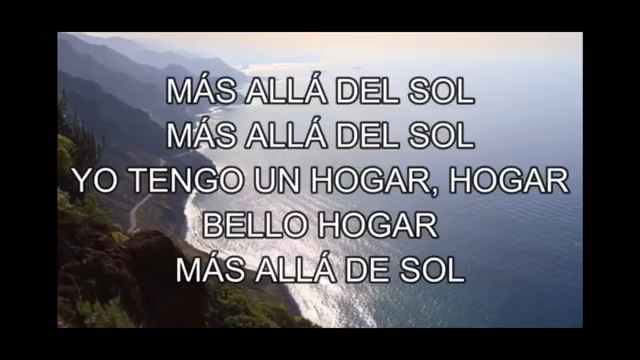 MÁS ALLÁ DEL SOL
MÁS ALLÁ DEL SOL
YO TENGO UN HOGAR, HOGAR
BELLO HOGAR
MÁS ALLÁ DE SOL